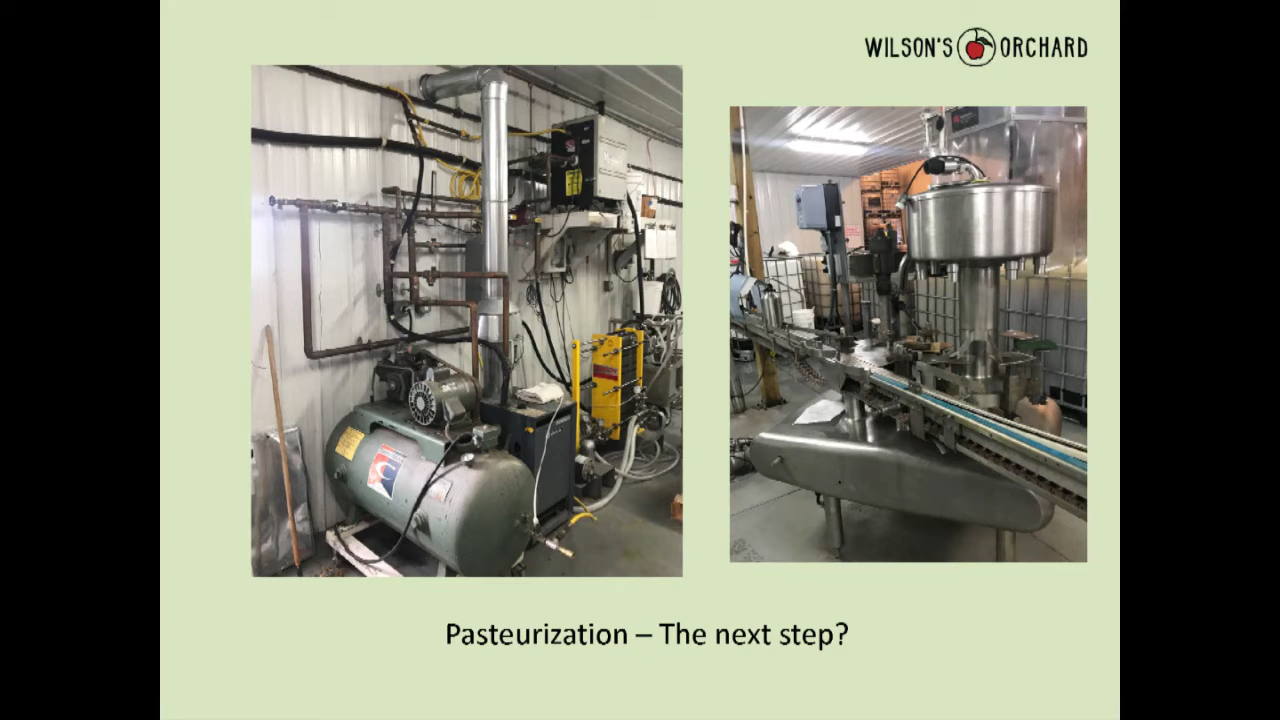 WILSON'S ORCHARD
Pasteurization – The next step?